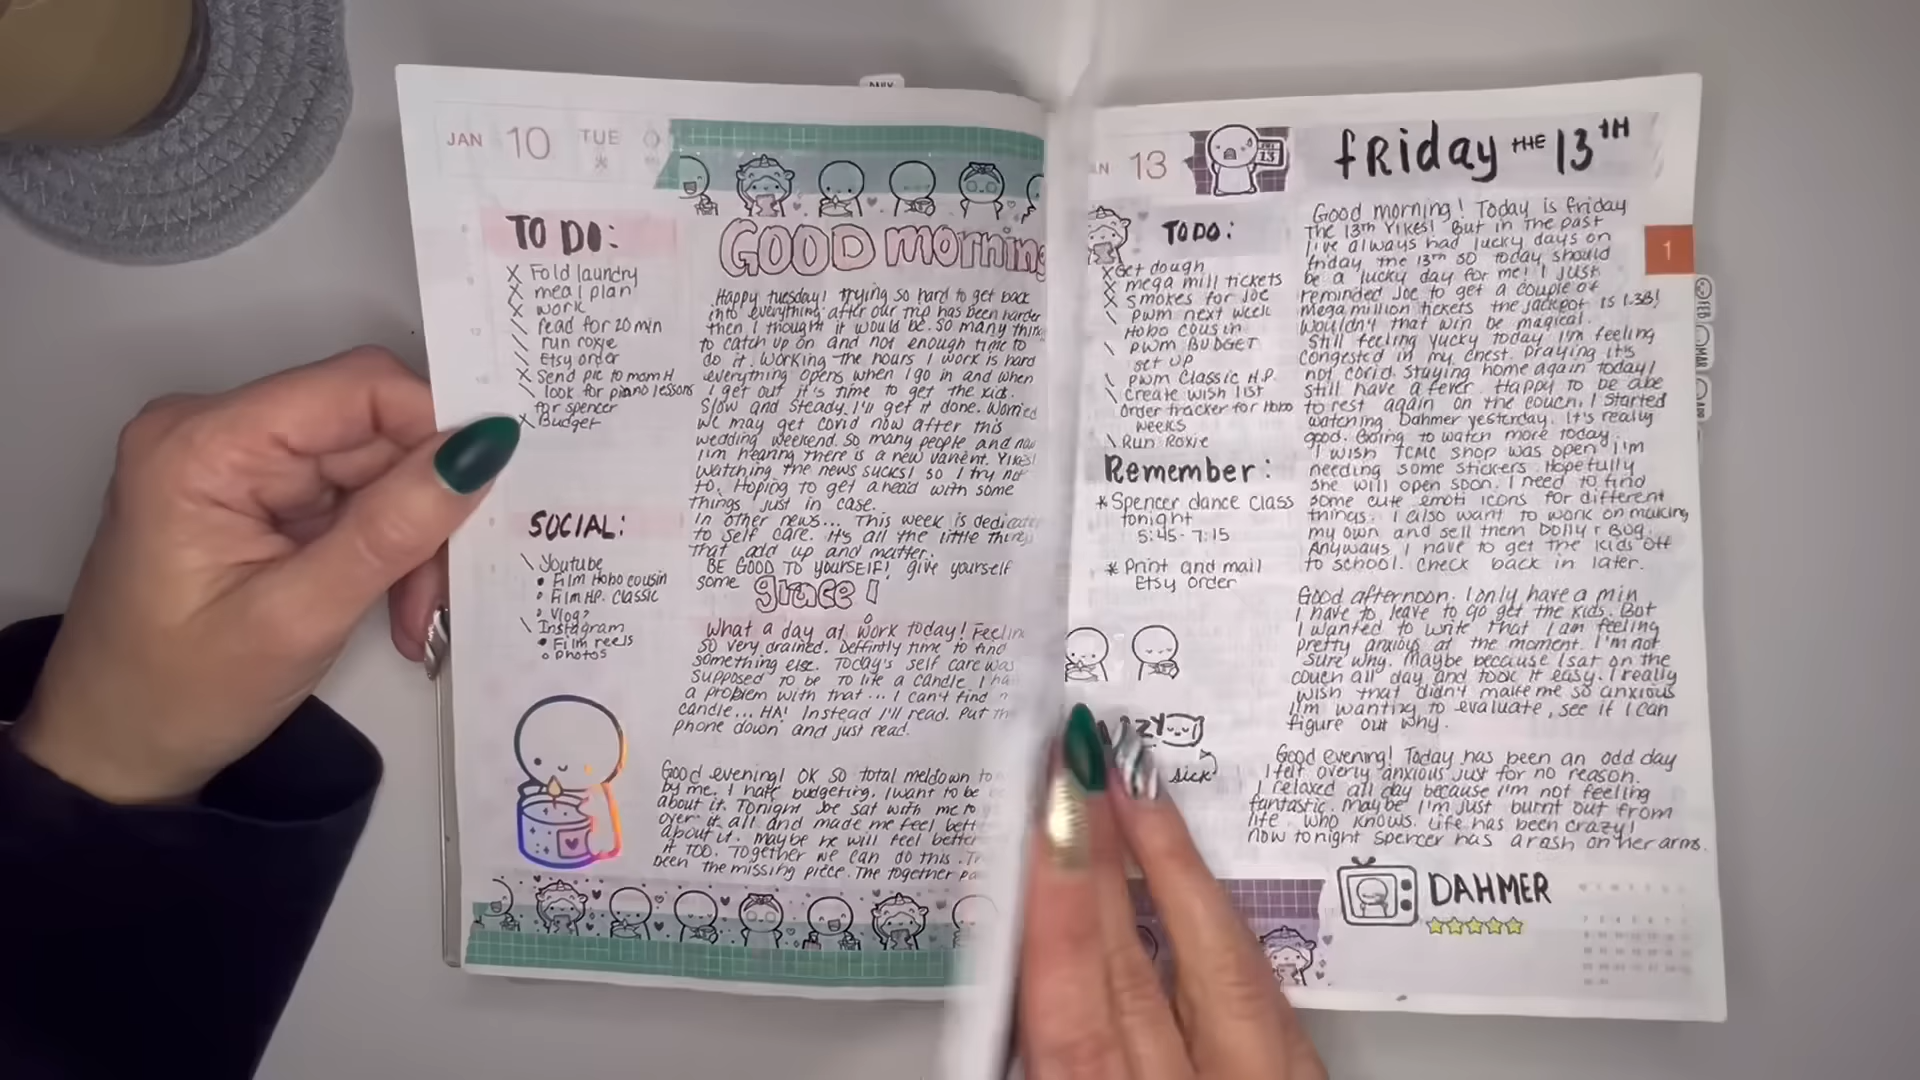 JAN 10 TUE
火
TO DO:
X Fold laundry
X meal plan
X work
\ read for 20 min
\ run roxie
\ Etsy order
X Send pic to mom H
\ look for piano lessons
for spencer
X Budget
SOCIAL:
\ Youtube
• Film Hobo cousin
• Film H.P. Classic
• Vlog?
\ Instagram
• Film reels
o photos
GOOD morning
Happy tuesday! Trying so hard to get back
into everything after our trip has been harder
then I thought it would be. So many thin
to catch up on and not enough time to
do it. Working the hours I work is hard
everything opens when I go in and when
I get out it's time to get the kids.
Slow and Steady. I'll get it done. Worried
we may get covid now after this
wedding weekend. So many people and now
I'm hearing there is a new varient. Yikes!
Watching the news sucks! so I try not
to. Hoping to get ahead with some
things just in case.
In other news... This week is dedicate
to self care. It's all the little thing
that add up and matter.
BE GOOD TO YOURSELF! give yourself
some grace!
What a day at work today! Feelin
so very drained. Deffintly time to find
something else. Today's self care was
supposed to be to lite a candle I ha
a problem with that... I can't find
candle... HA! Instead I'll read. Put th
phone down and just read.
Good evening! OK so total meldown to
by me. I hate budgeting. I want to be
about it. Tonight Joe sat with me to
over it all and made me feel bett
about it. Maybe he will feel better
it TOO. Together we can do this. Th
been the missing piece. The together pa
13
FRiday THE 13TH
TODO:
X Get dough
X mega mill tickets
X Smokes for Joe
\ pwm next week
Hobo cousin
\ pwm BUDGET
set up
\ pwm Classic H.P.
\ Create wish list
Order tracker for Hobo
weeks
\ Run Roxie
Remember:
* Spencer dance class
tonight
5:45-7:15
* Print and mail
Etsy order
sick
Good morning! Today is friday
the 13th Yikes! But in the past
I've always had lucky days on
friday the 13th so today should
be a lucky day for me! I just
reminded Joe to get a couple of
Mega million tickets the jackpot is 1.3B!
Wouldn't that win be magical.
Still feeling yucky today I'm feeling
congested in my chest. Praying it's
not covid. Staying home again today!
Still have a fever. Happy to be abe
to rest again on the couch. I started
watching Dahmer yesterday. It's really
good. Going to watch more today.
I wish TCMC shop was open I'm
needing some stickers. Hopefully
she will open soon. I need to find
some cute emoti icons for different
things. I also want to work on making
my own and sell them Dolly r Bug.
Anyways I have to get the kids off
to school. Check back in later.
Good afternoon. I only have a min
I have to leave to go get the kids. But
I wanted to write that I am feeling
pretty anxious at the moment. I'm not
sure why. Maybe because I sat on the
couch all day and took it easy. I really
wish that didn't make me so anxious
I'm wanting to evaluate, see if I can
figure out why.
Good evening! Today has been an odd day
I felt overly anxious just for no reason.
I relaxed all day because I'm not feeling
fantastic. Maybe I'm just burnt out from
life. Who knows. Life has been crazy!
Now tonight Spencer has a rash on her arms.
DAHMER
1
FEB
MAR